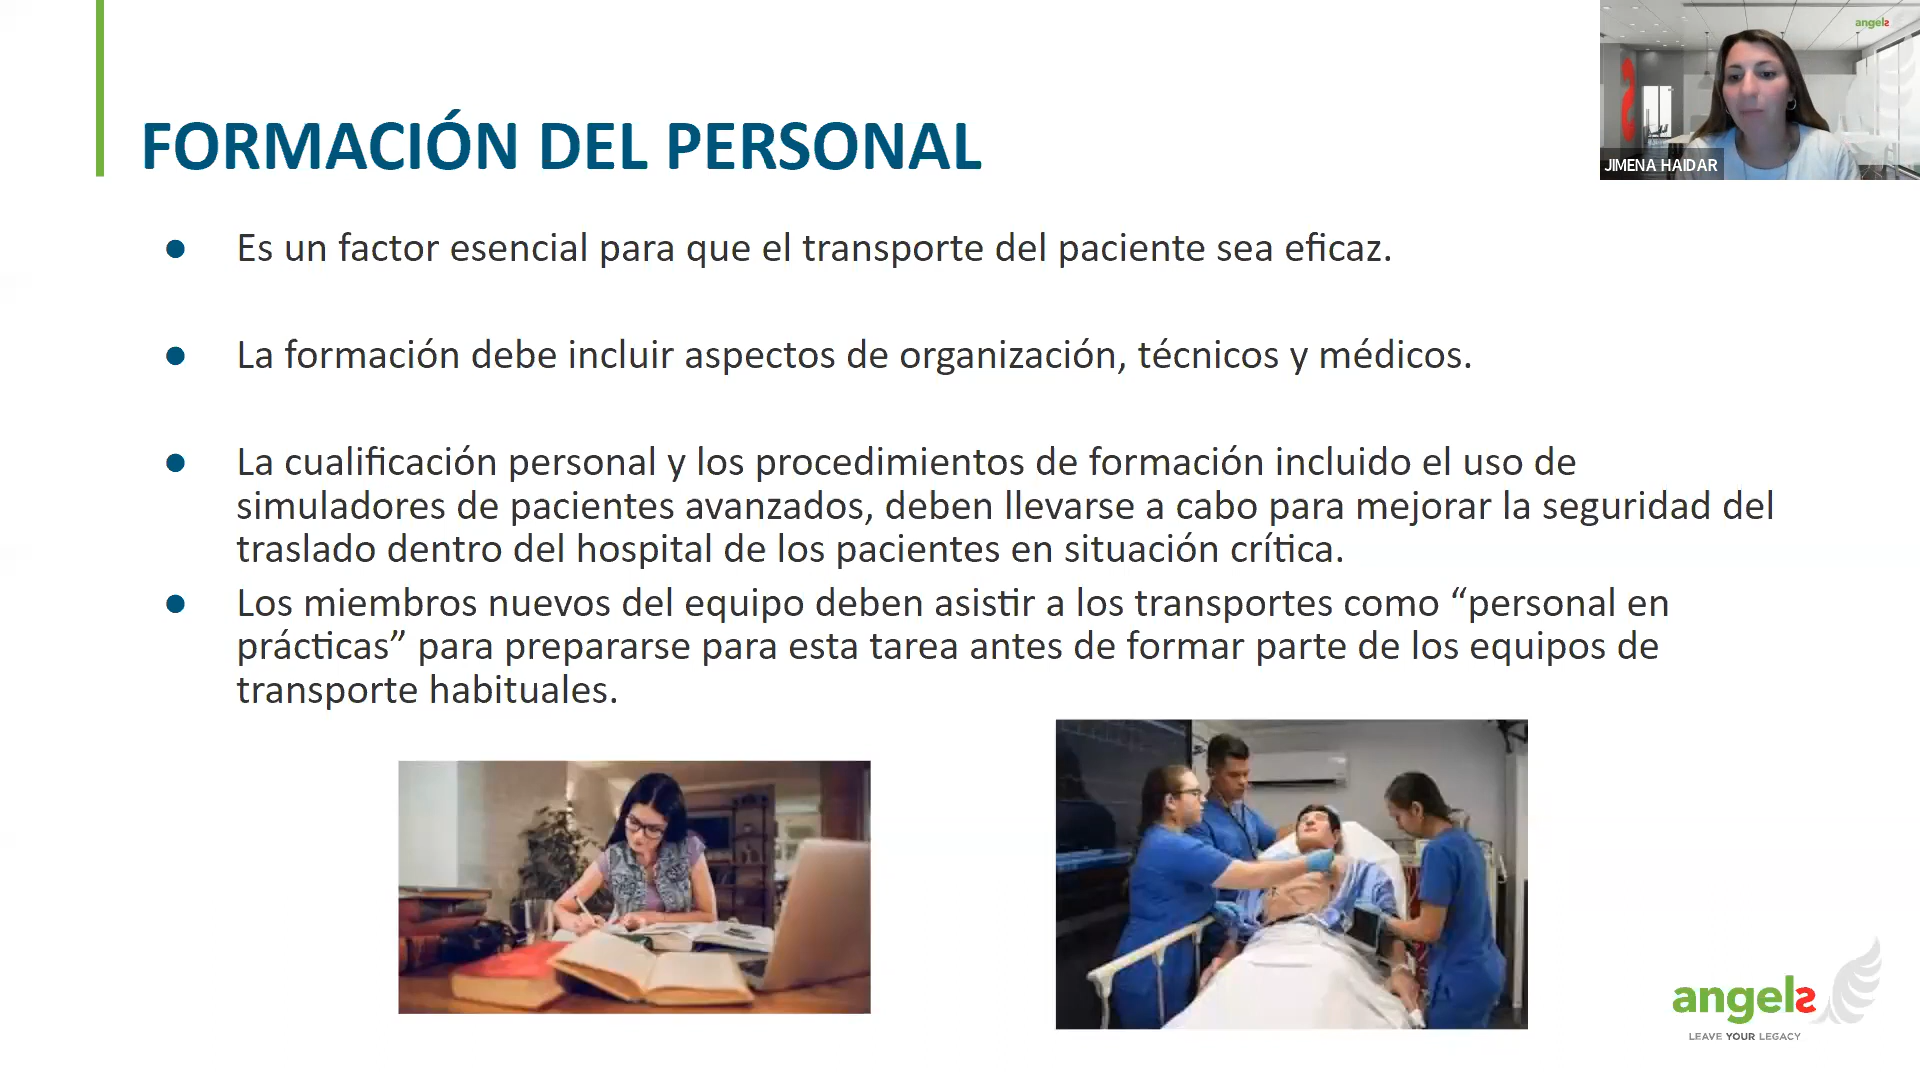 angels
JIMENA HAIDAR
FORMACIÓN DEL PERSONAL
● Es un factor esencial para que el transporte del paciente sea eficaz.
● La formación debe incluir aspectos de organización, técnicos y médicos.
● La cualificación personal y los procedimientos de formación incluido el uso de
simuladores de pacientes avanzados, deben llevarse a cabo para mejorar la seguridad del
traslado dentro del hospital de los pacientes en situación crítica.
● Los miembros nuevos del equipo deben asistir a los transportes como “personal en
prácticas” para prepararse para esta tarea antes de formar parte de los equipos de
transporte habituales.
angels
LEAVE YOUR LEGACY